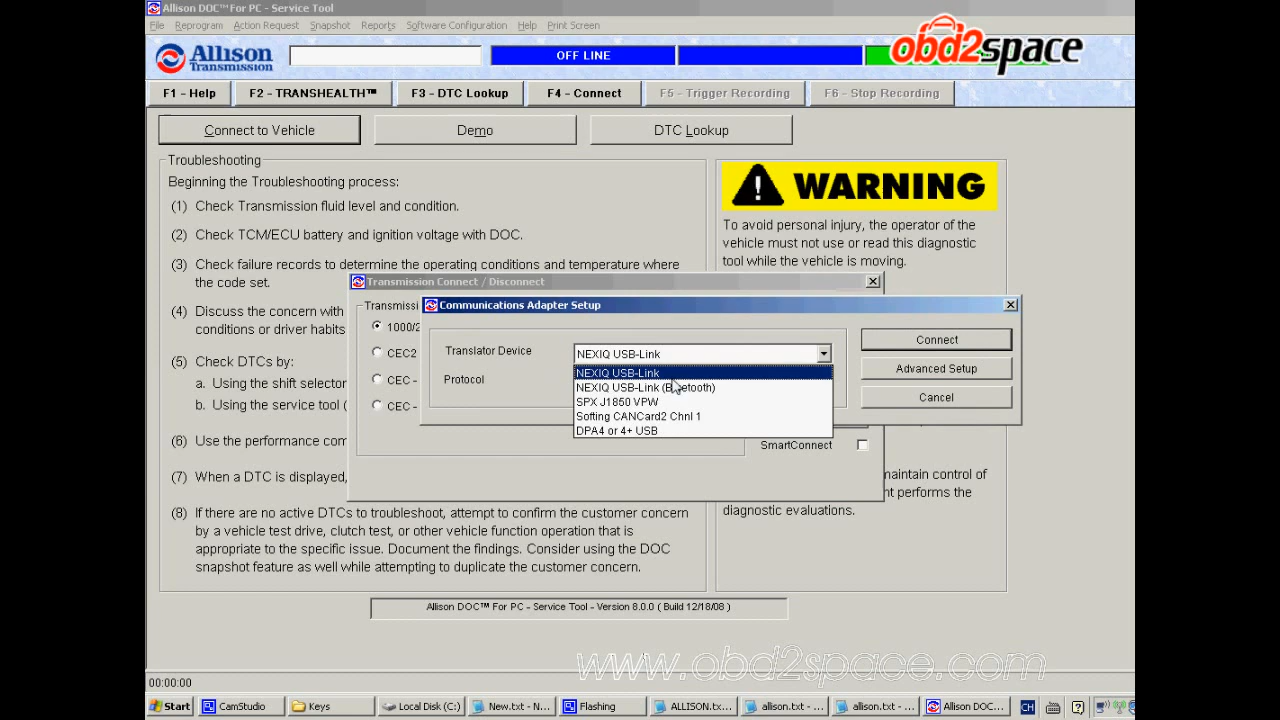 Allison DOC™ For PC - Service Tool
File Reprogram Action Request Snapshot Reports Software Configuration Help Print Screen
Allison Transmission
OFF LINE
obd2space
F1 - Help F2 - TRANSHEALTH™ F3 - DTC Lookup F4 - Connect F5 - Trigger Recording F6 - Stop Recording
Connect to Vehicle Demo DTC Lookup
Troubleshooting
Beginning the Troubleshooting process:
(1) Check Transmission fluid level and condition.
(2) Check TCM/ECU battery and ignition voltage with DOC.
(3) Check failure records to determine the operating conditions and temperature where
the code set.
(4) Discuss the concern with
conditions or driver habits
(5) Check DTCs by:
a. Using the shift selector
b. Using the service tool (
(6) Use the performance com
(7) When a DTC is displayed,
(8) If there are no active DTCs to troubleshoot, attempt to confirm the customer concern
by a vehicle test drive, clutch test, or other vehicle function operation that is
appropriate to the specific issue. Document the findings. Consider using the DOC
snapshot feature as well while attempting to duplicate the customer concern.
WARNING
To avoid personal injury, the operator of the
vehicle must not use or read this diagnostic
tool while the vehicle is moving.
maintain control of
nt performs the
diagnostic evaluations.
Transmission Connect / Disconnect
Transmissi
1000/2
CEC2
CEC -
CEC -
SmartConnect
Communications Adapter Setup
Translator Device
NEXIQ USB-Link
Protocol
NEXIQ USB-Link
NEXIQ USB-Link (Bluetooth)
SPX J1850 VPW
Softing CANCard2 Chnl 1
DPA4 or 4+ USB
Connect
Advanced Setup
Cancel
Allison DOC™ For PC - Service Tool - Version 8.0.0 ( Build 12/18/08 )
www.obd2space.com
00:00:00
Start CamStudio Keys Local Disk (C:) New.txt - N... Flashing ALLISON.tx... alison.txt - ... alison.txt - ... Allison DOC... CH